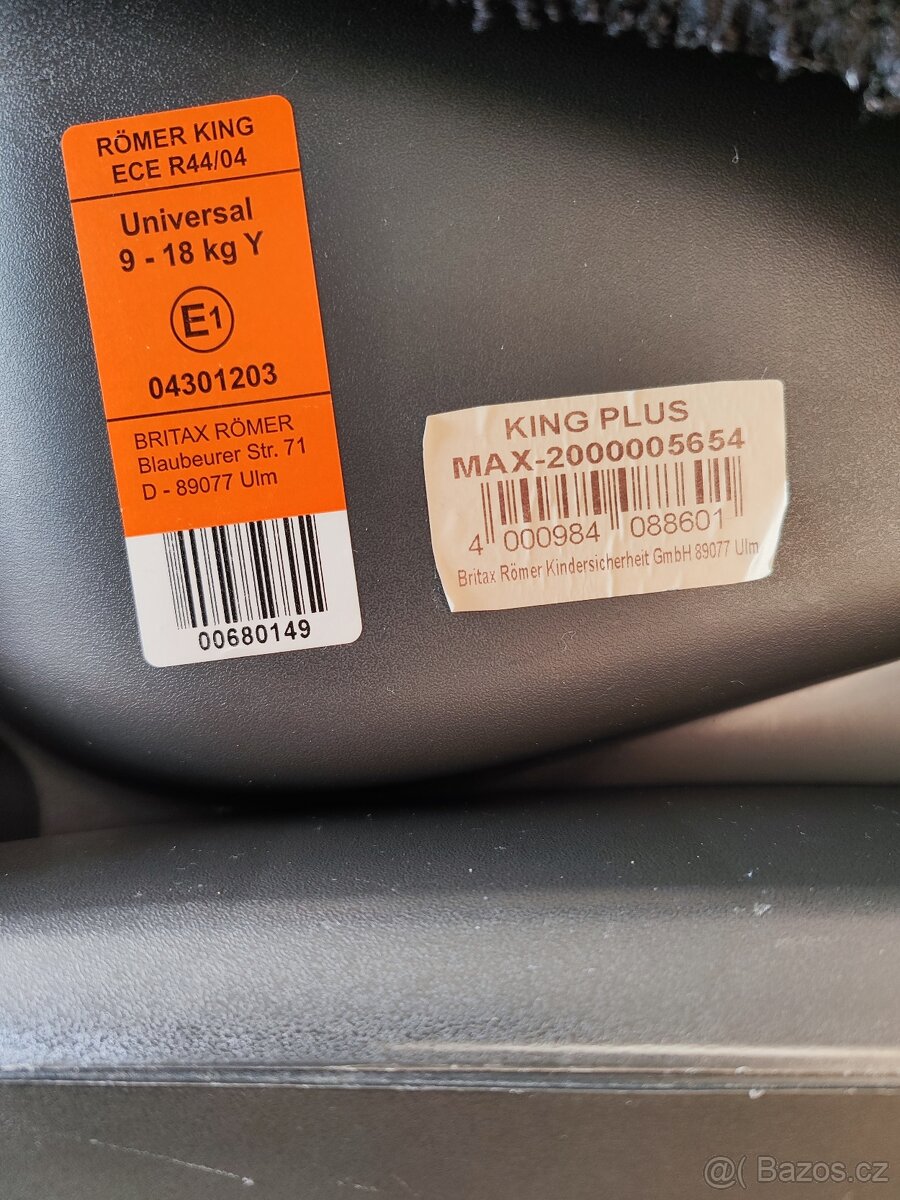 RÖMER KING
ECE R44/04
Universal
9 - 18 kg Y
E1
04301203
BRITAX RÖMER
Blaubeurer Str. 71
D - 89077 Ulm
00680149
KING PLUS
MAX-2000005654
4 000984 088601
Britax Römer Kindersicherheit GmbH 89077 Ulm
@( Bazos.cz